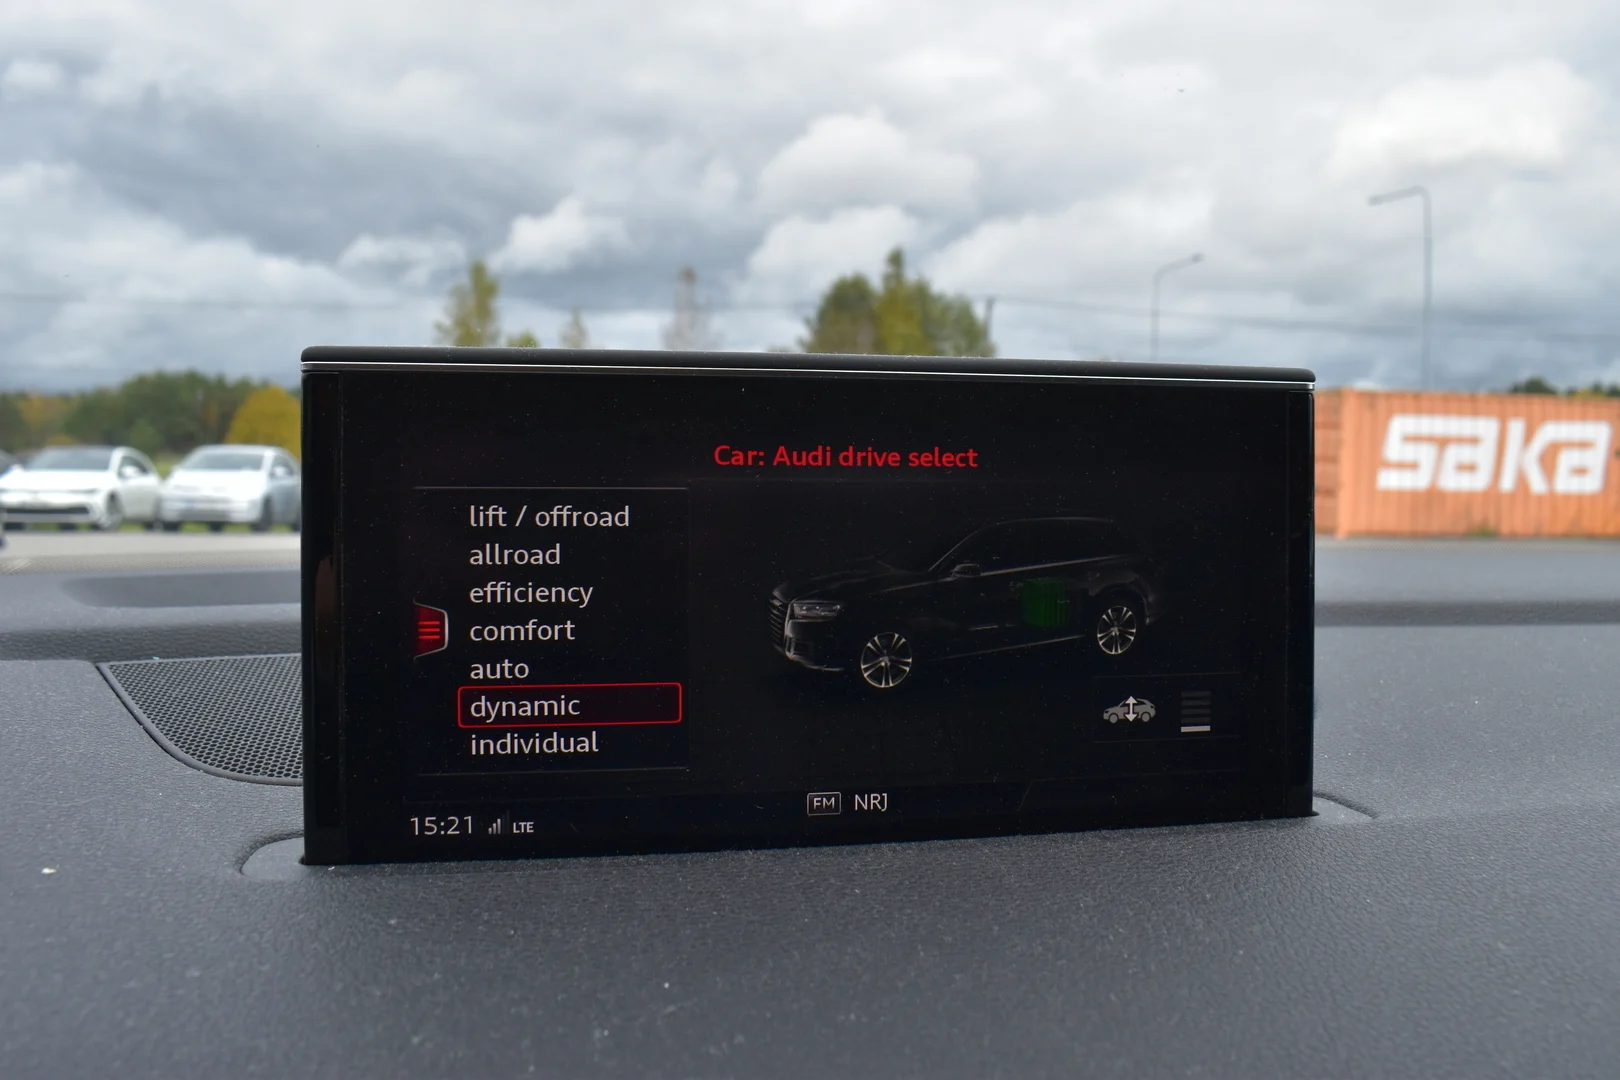 saka
Car: Audi drive select
lift / offroad
allroad
efficiency
comfort
auto
dynamic
individual
FM NRJ
15:21 LTE